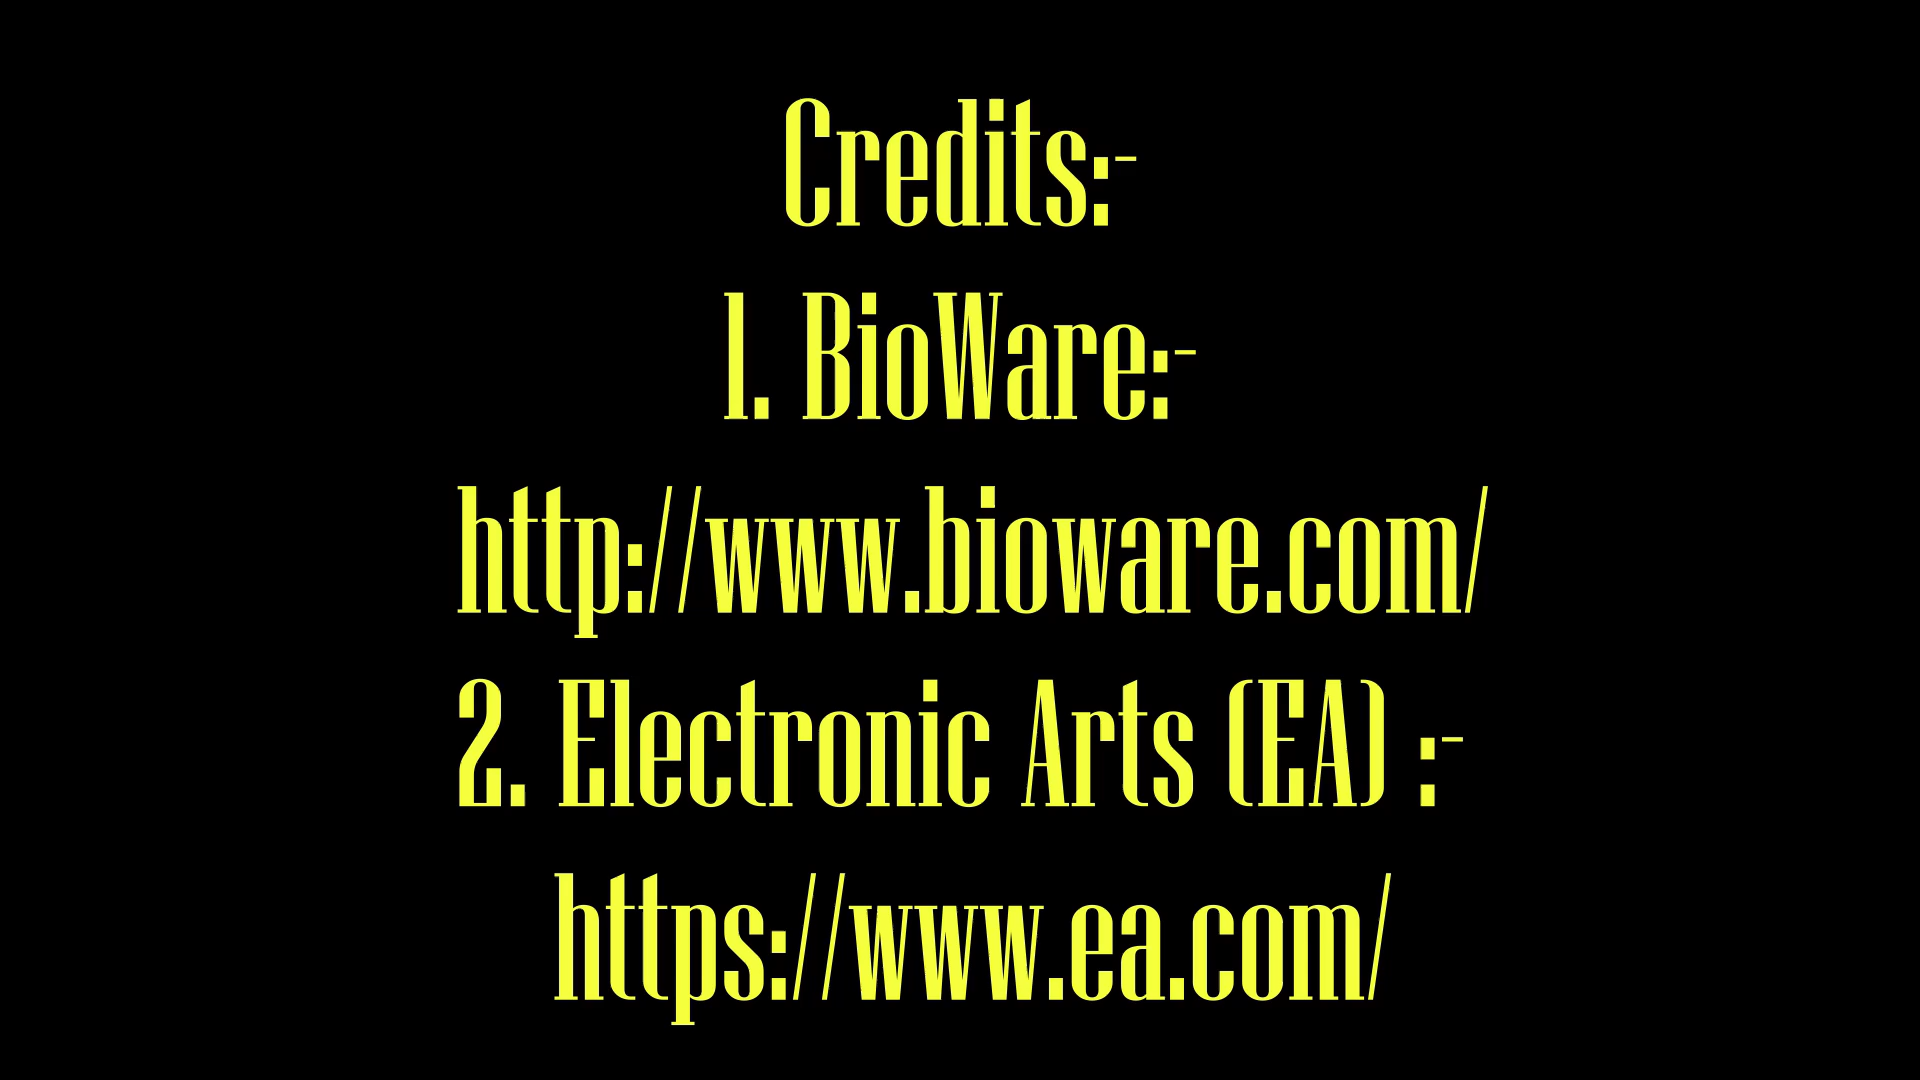 Credits:-
1. BioWare:-
http://www.bioware.com/
2. Electronic Arts (EA) :-
https://www.ea.com/